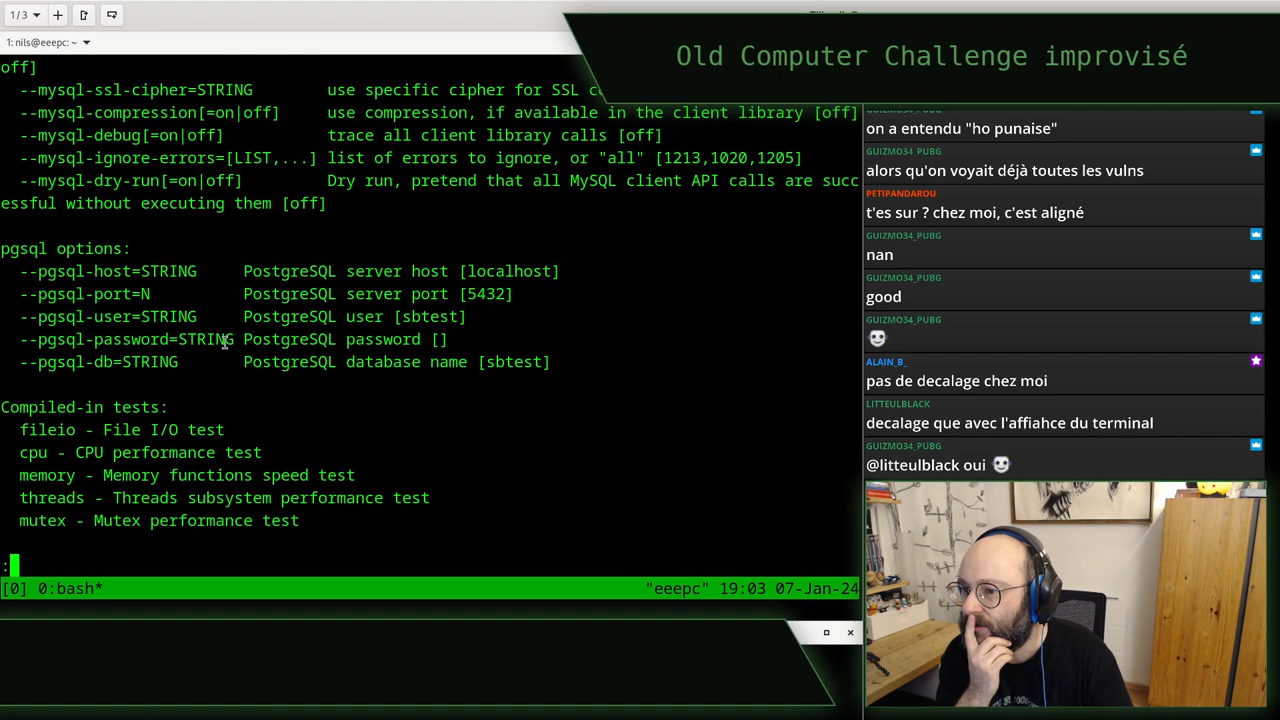 1/3
1: nils@eeepc: ~
Old Computer Challenge improvisé
off]
--mysql-ssl-cipher=STRING use specific cipher for SSL
--mysql-compression[=on|off] use compression, if available in the client library [off]
--mysql-debug[=on|off] trace all client library calls [off]
--mysql-ignore-errors=[LIST,...] list of errors to ignore, or "all" [1213,1020,1205]
--mysql-dry-run[=on|off] Dry run, pretend that all MySQL client API calls are succ
essful without executing them [off]
pgsql options:
--pgsql-host=STRING PostgreSQL server host [localhost]
--pgsql-port=N PostgreSQL server port [5432]
--pgsql-user=STRING PostgreSQL user [sbtest]
--pgsql-password=STRING PostgreSQL password []
--pgsql-db=STRING PostgreSQL database name [sbtest]
Compiled-in tests:
fileio - File I/O test
cpu - CPU performance test
memory - Memory functions speed test
threads - Threads subsystem performance test
mutex - Mutex performance test
:
[0] 0:bash* "eeepc" 19:03 07-Jan-24
on a entendu "ho punaise"
GUIZMO34_PUBG
alors qu'on voyait déjà toutes les vulns
PETIPANDAROU
t'es sur ? chez moi, c'est aligné
GUIZMO34_PUBG
nan
GUIZMO34_PUBG
good
GUIZMO34_PUBG
ALAIN_B_
pas de decalage chez moi
LITTEULBLACK
decalage que avec l'affiahce du terminal
GUIZMO34_PUBG
@litteulblack oui